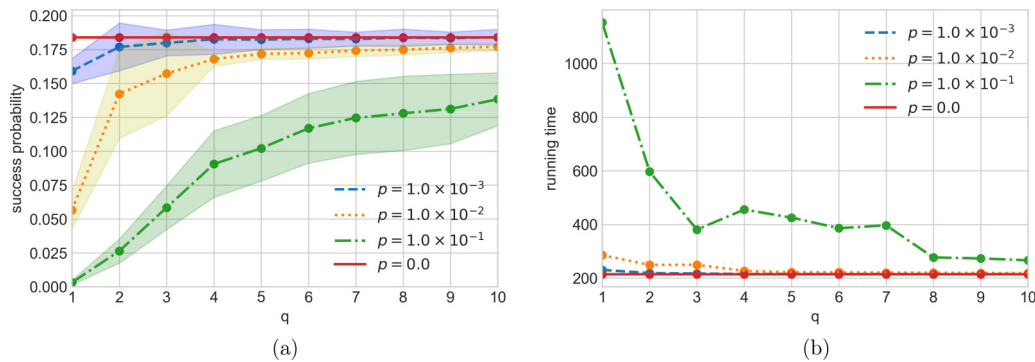 0.200
0.175
0.150
0.125
0.100
0.075
0.050
0.025
0.000
success probability
1 2 3 4 5 6 7 8 9 10
q
p = 1.0 × 10⁻³
p = 1.0 × 10⁻²
p = 1.0 × 10⁻¹
p = 0.0
(a)
1000
800
600
400
200
running time
1 2 3 4 5 6 7 8 9 10
q
p = 1.0 × 10⁻³
p = 1.0 × 10⁻²
p = 1.0 × 10⁻¹
p = 0.0
(b)